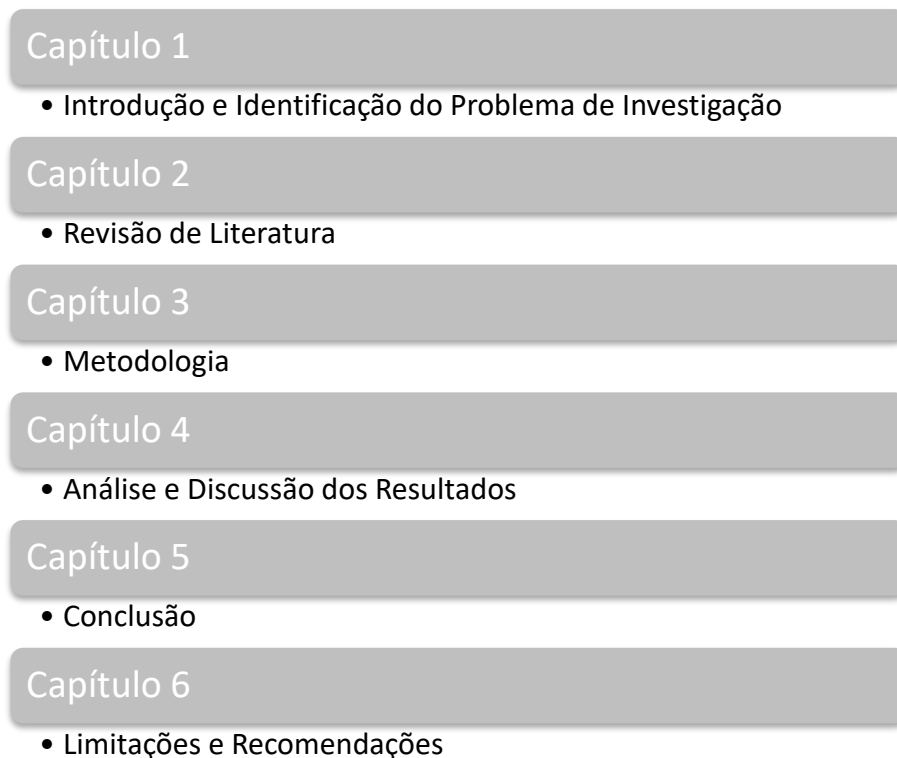 Capítulo 1
• Introdução e Identificação do Problema de Investigação
Capítulo 2
• Revisão de Literatura
Capítulo 3
• Metodologia
Capítulo 4
• Análise e Discussão dos Resultados
Capítulo 5
• Conclusão
Capítulo 6
• Limitações e Recomendações